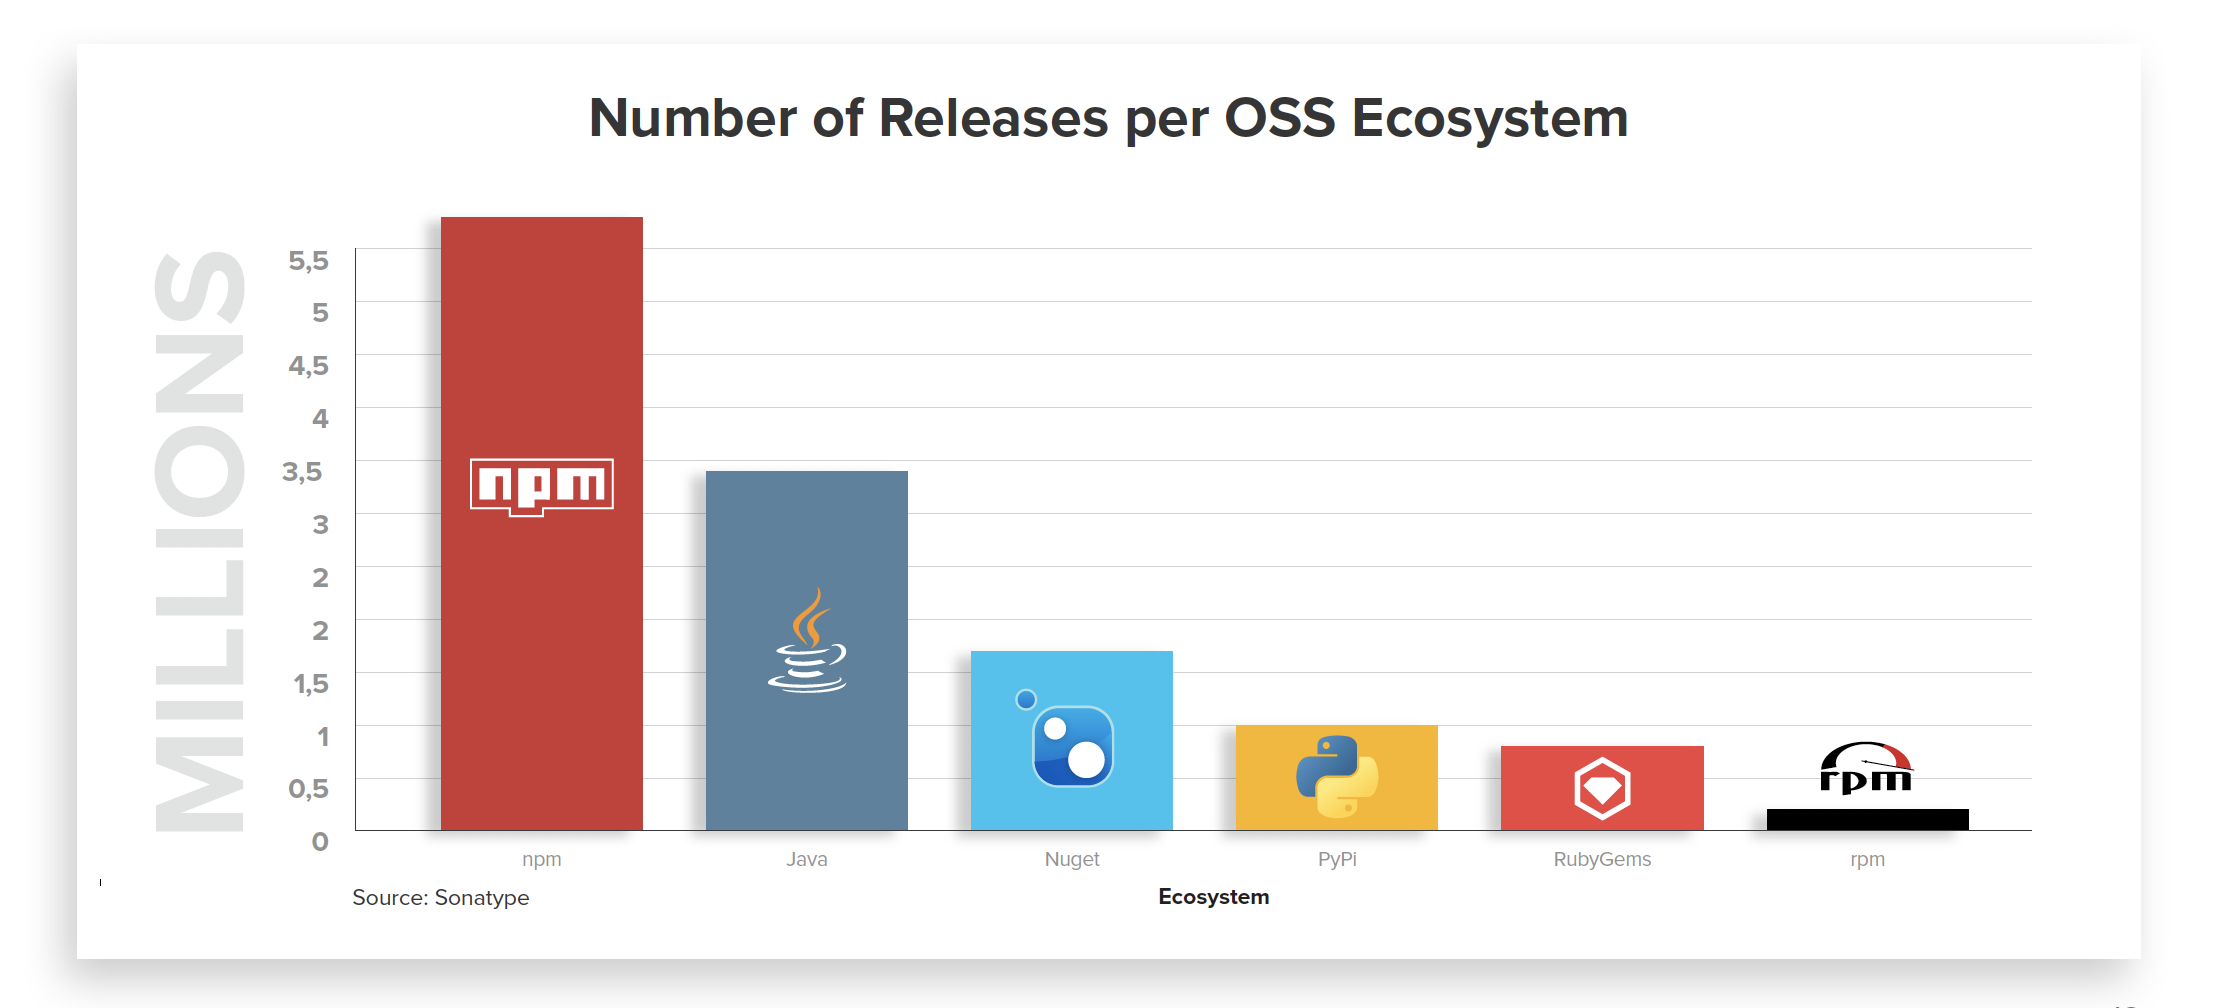 Number of Releases per OSS Ecosystem
MILLIONS
5,5
5
4,5
4
3,5
3
2
2
1,5
1
0,5
0
npm
rpm
npm
Java
Nuget
PyPi
RubyGems
rpm
Source: Sonatype
Ecosystem